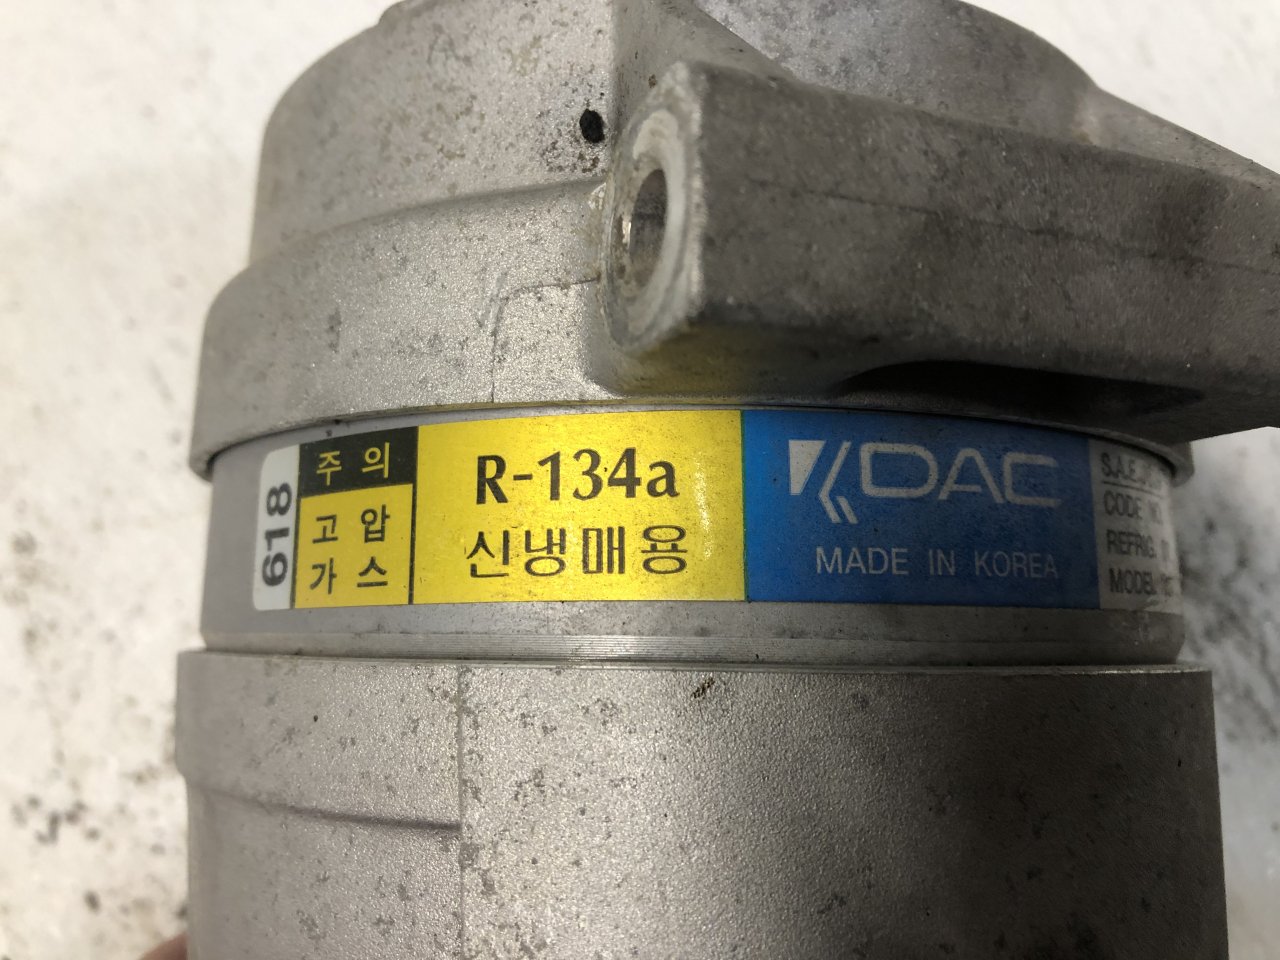 618
주의
고압
가스
R-134a
신냉매용
KDAC
MADE IN KOREA
S.A.E.
CODE NO.
REFRIG.
MODEL